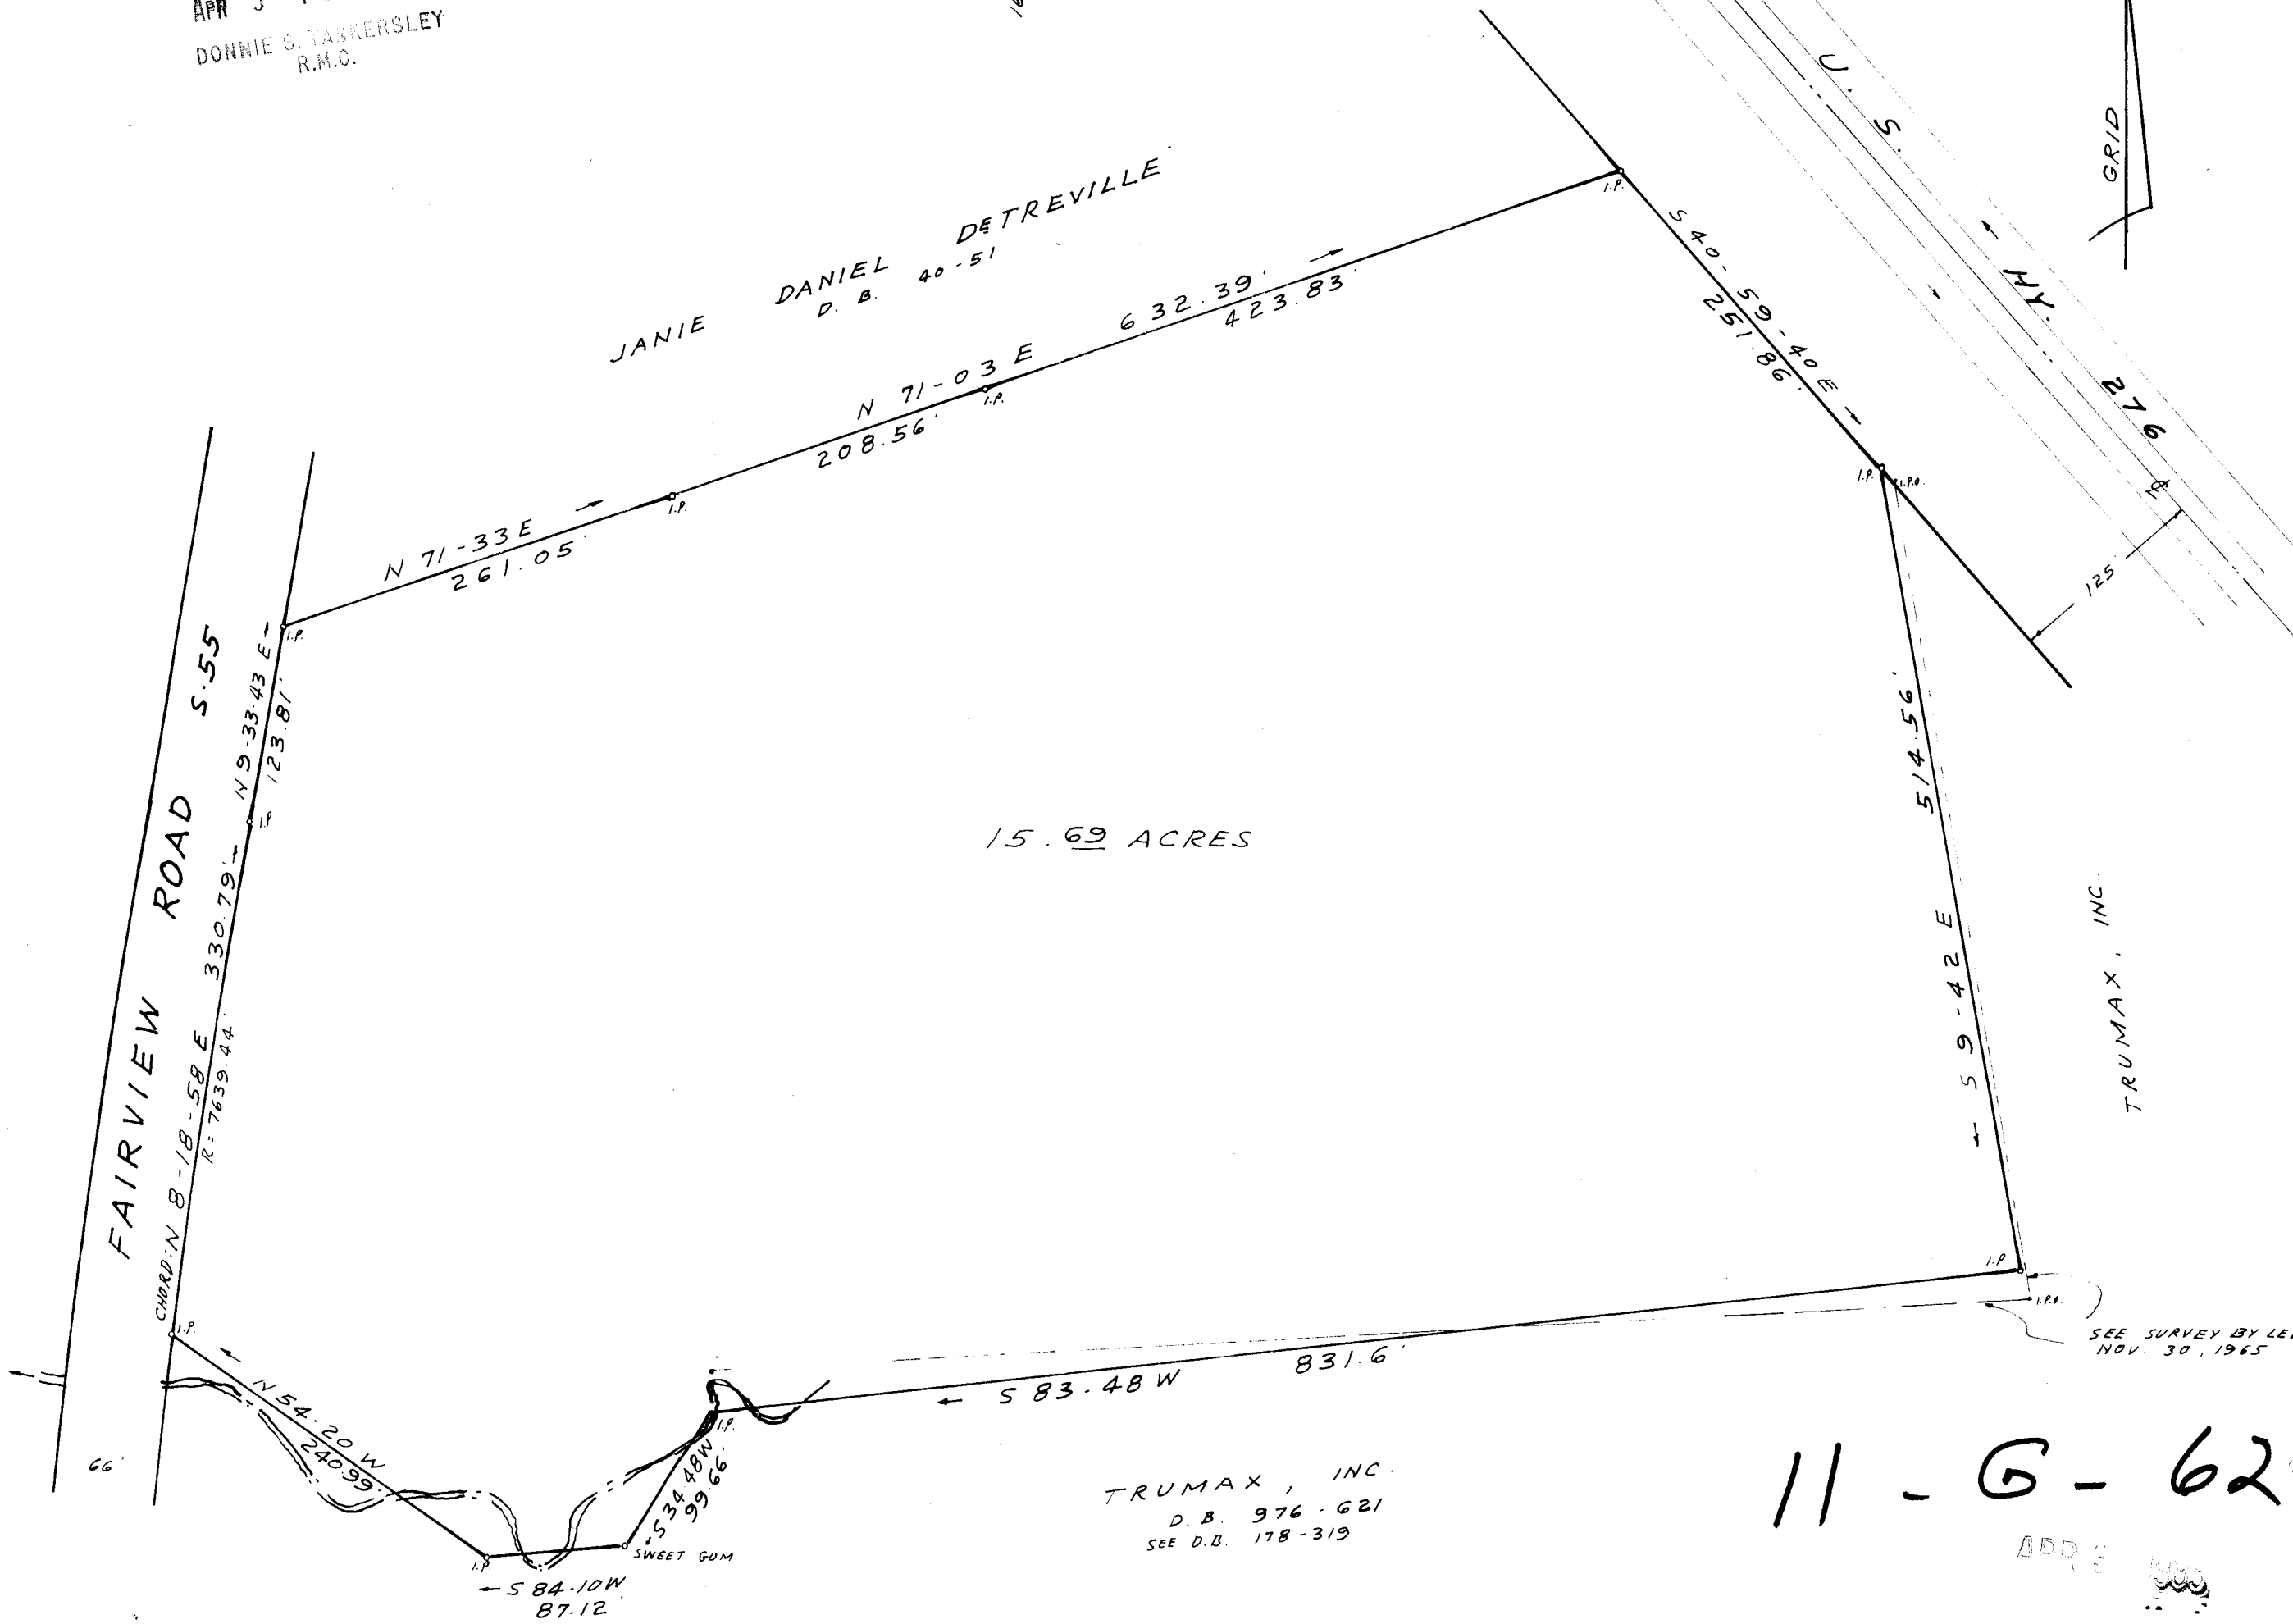 APR 3
DONNIE S. TANKERSLEY
R.M.C.
U. S. HY. 276
GRID
JANIE DANIEL DETREVILLE
D. B. 40-51
I.P.
S 40-59-40 E
251.86'
632.39'
423.83'
N 71-03 E
208.56'
I.P.
I.P.
N 71-33 E
261.05'
I.P.
I.P.O.
125
FAIRVIEW ROAD S-55
I.P.
N 9-33-43 E
123.81'
I.P.
CHORD: N 8-18-58 E 330.79'
R=7639.44'
15.69 ACRES
514.56'
S 9-42 E
TRUMAX, INC.
I.P.
I.P.O.
SEE SURVEY BY
NOV. 30, 1965
I.P.
66'
N 54-20 W
240.99'
831.6'
S 83-48 W
I.P.
S 34-48 W
99.66'
SWEET GUM
I.P.
S 84-10 W
87.12'
TRUMAX, INC.
D. B. 976-621
SEE D.B. 178-319
11-G-62
APR 3